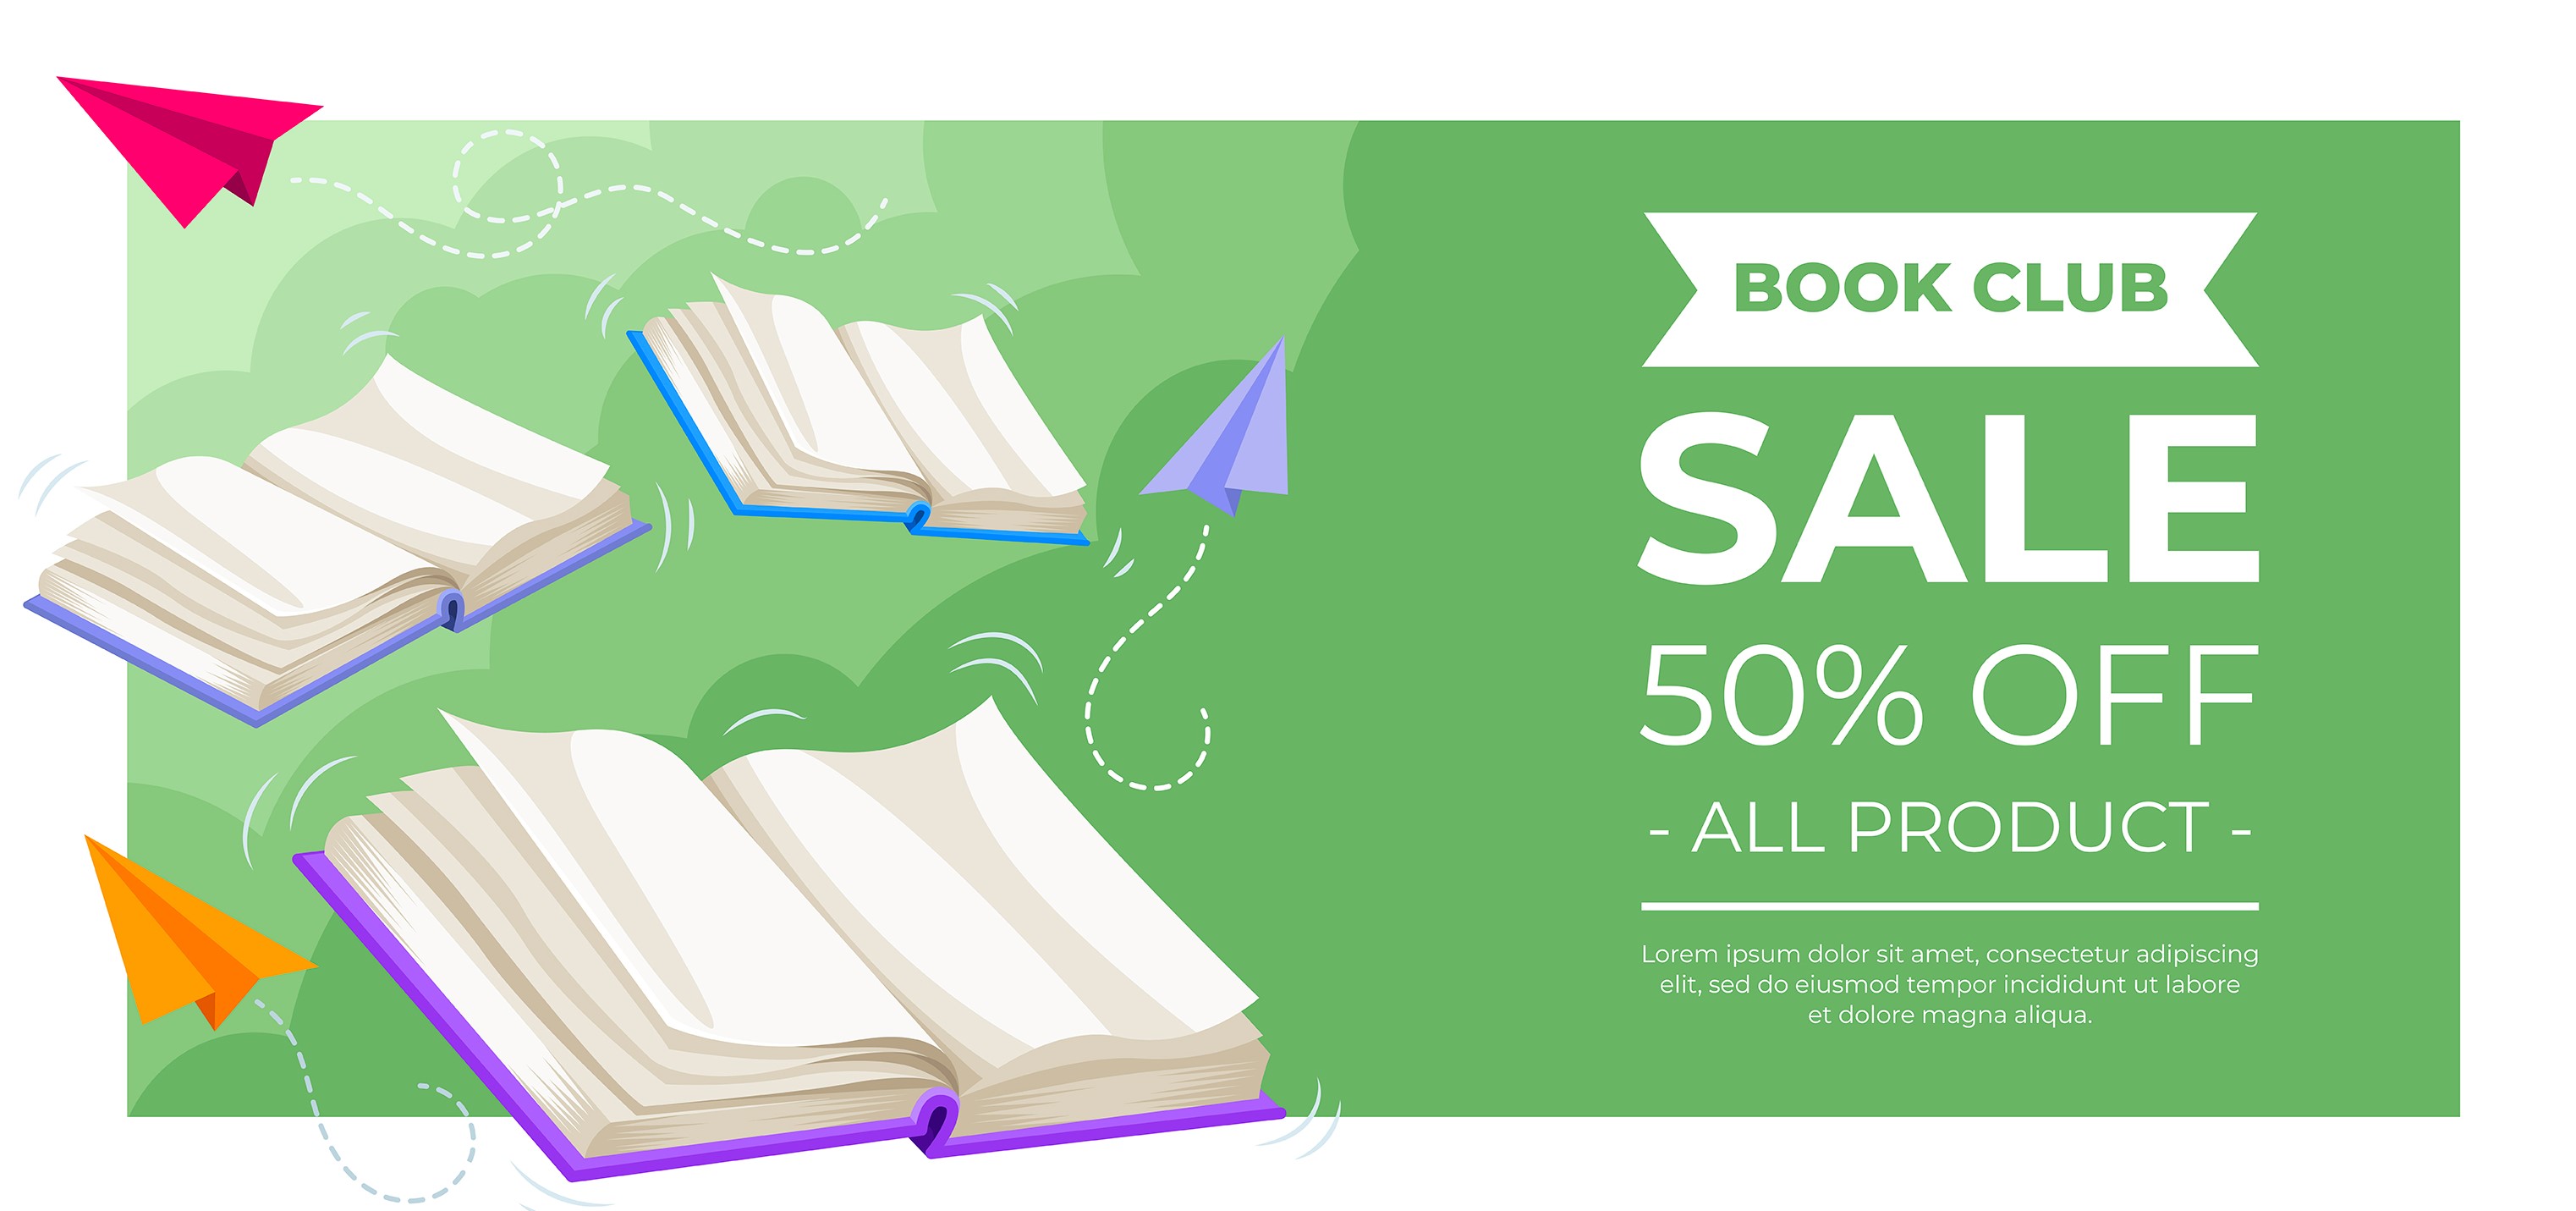 BOOK CLUB
SALE
50% OFF
- ALL PRODUCT -
Lorem ipsum dolor sit amet, consectetur adipiscing
elit, sed do eiusmod tempor incididunt ut labore
et dolore magna aliqua.